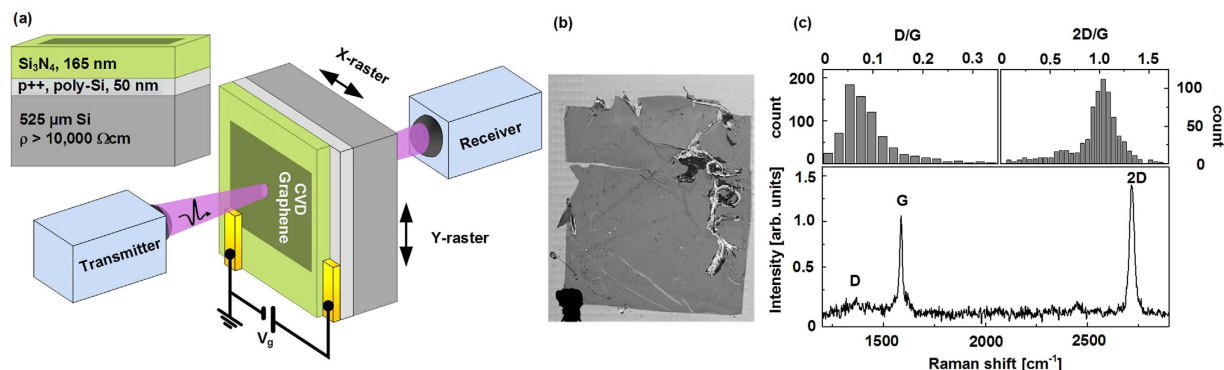 (a)
Si₃N₄, 165 nm
p++, poly-Si, 50 nm
525 µm Si
ρ > 10,000 Ωcm
X-raster
Receiver
CVD
Graphene
Transmitter
Y-raster
Vg
(b)
(c)
D/G
2D/G
0 0.1 0.2 0.3
0 0.5 1.0 1.5
200
100
0
count
100
50
0
count
1.5
1.0
0.5
Intensity [arb. units]
D
G
2D
1500 2000 2500
Raman shift [cm⁻¹]